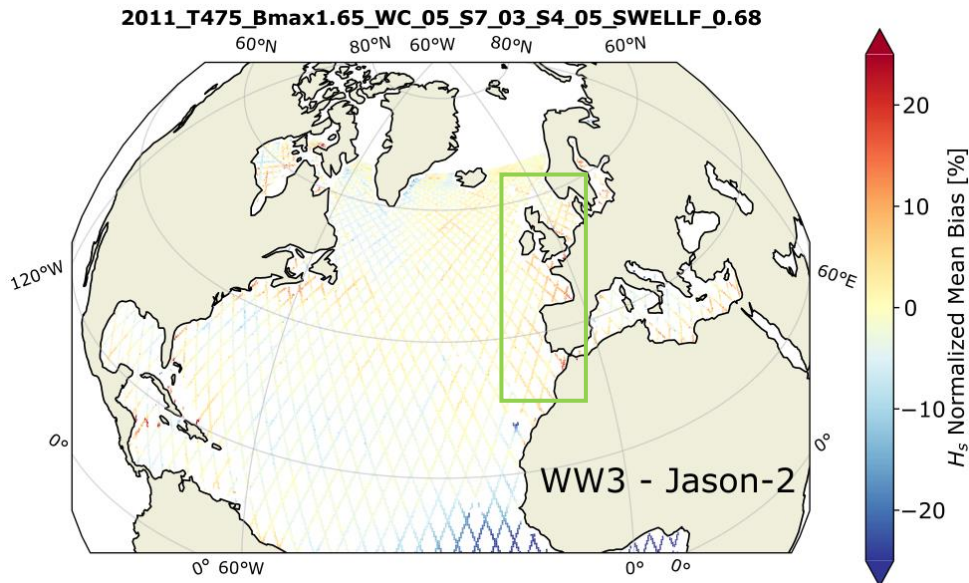 2011_T475_Bmax1.65_WC_05_S7_03_S4_05_SWELLF_0.68
60°N 80°N 60°W 80°N 60°N
20
10
120°W 60°E
0
−10
0° 0°
WW3 - Jason-2
−20
0° 60°W 0° 0°
Hs Normalized Mean Bias [%]